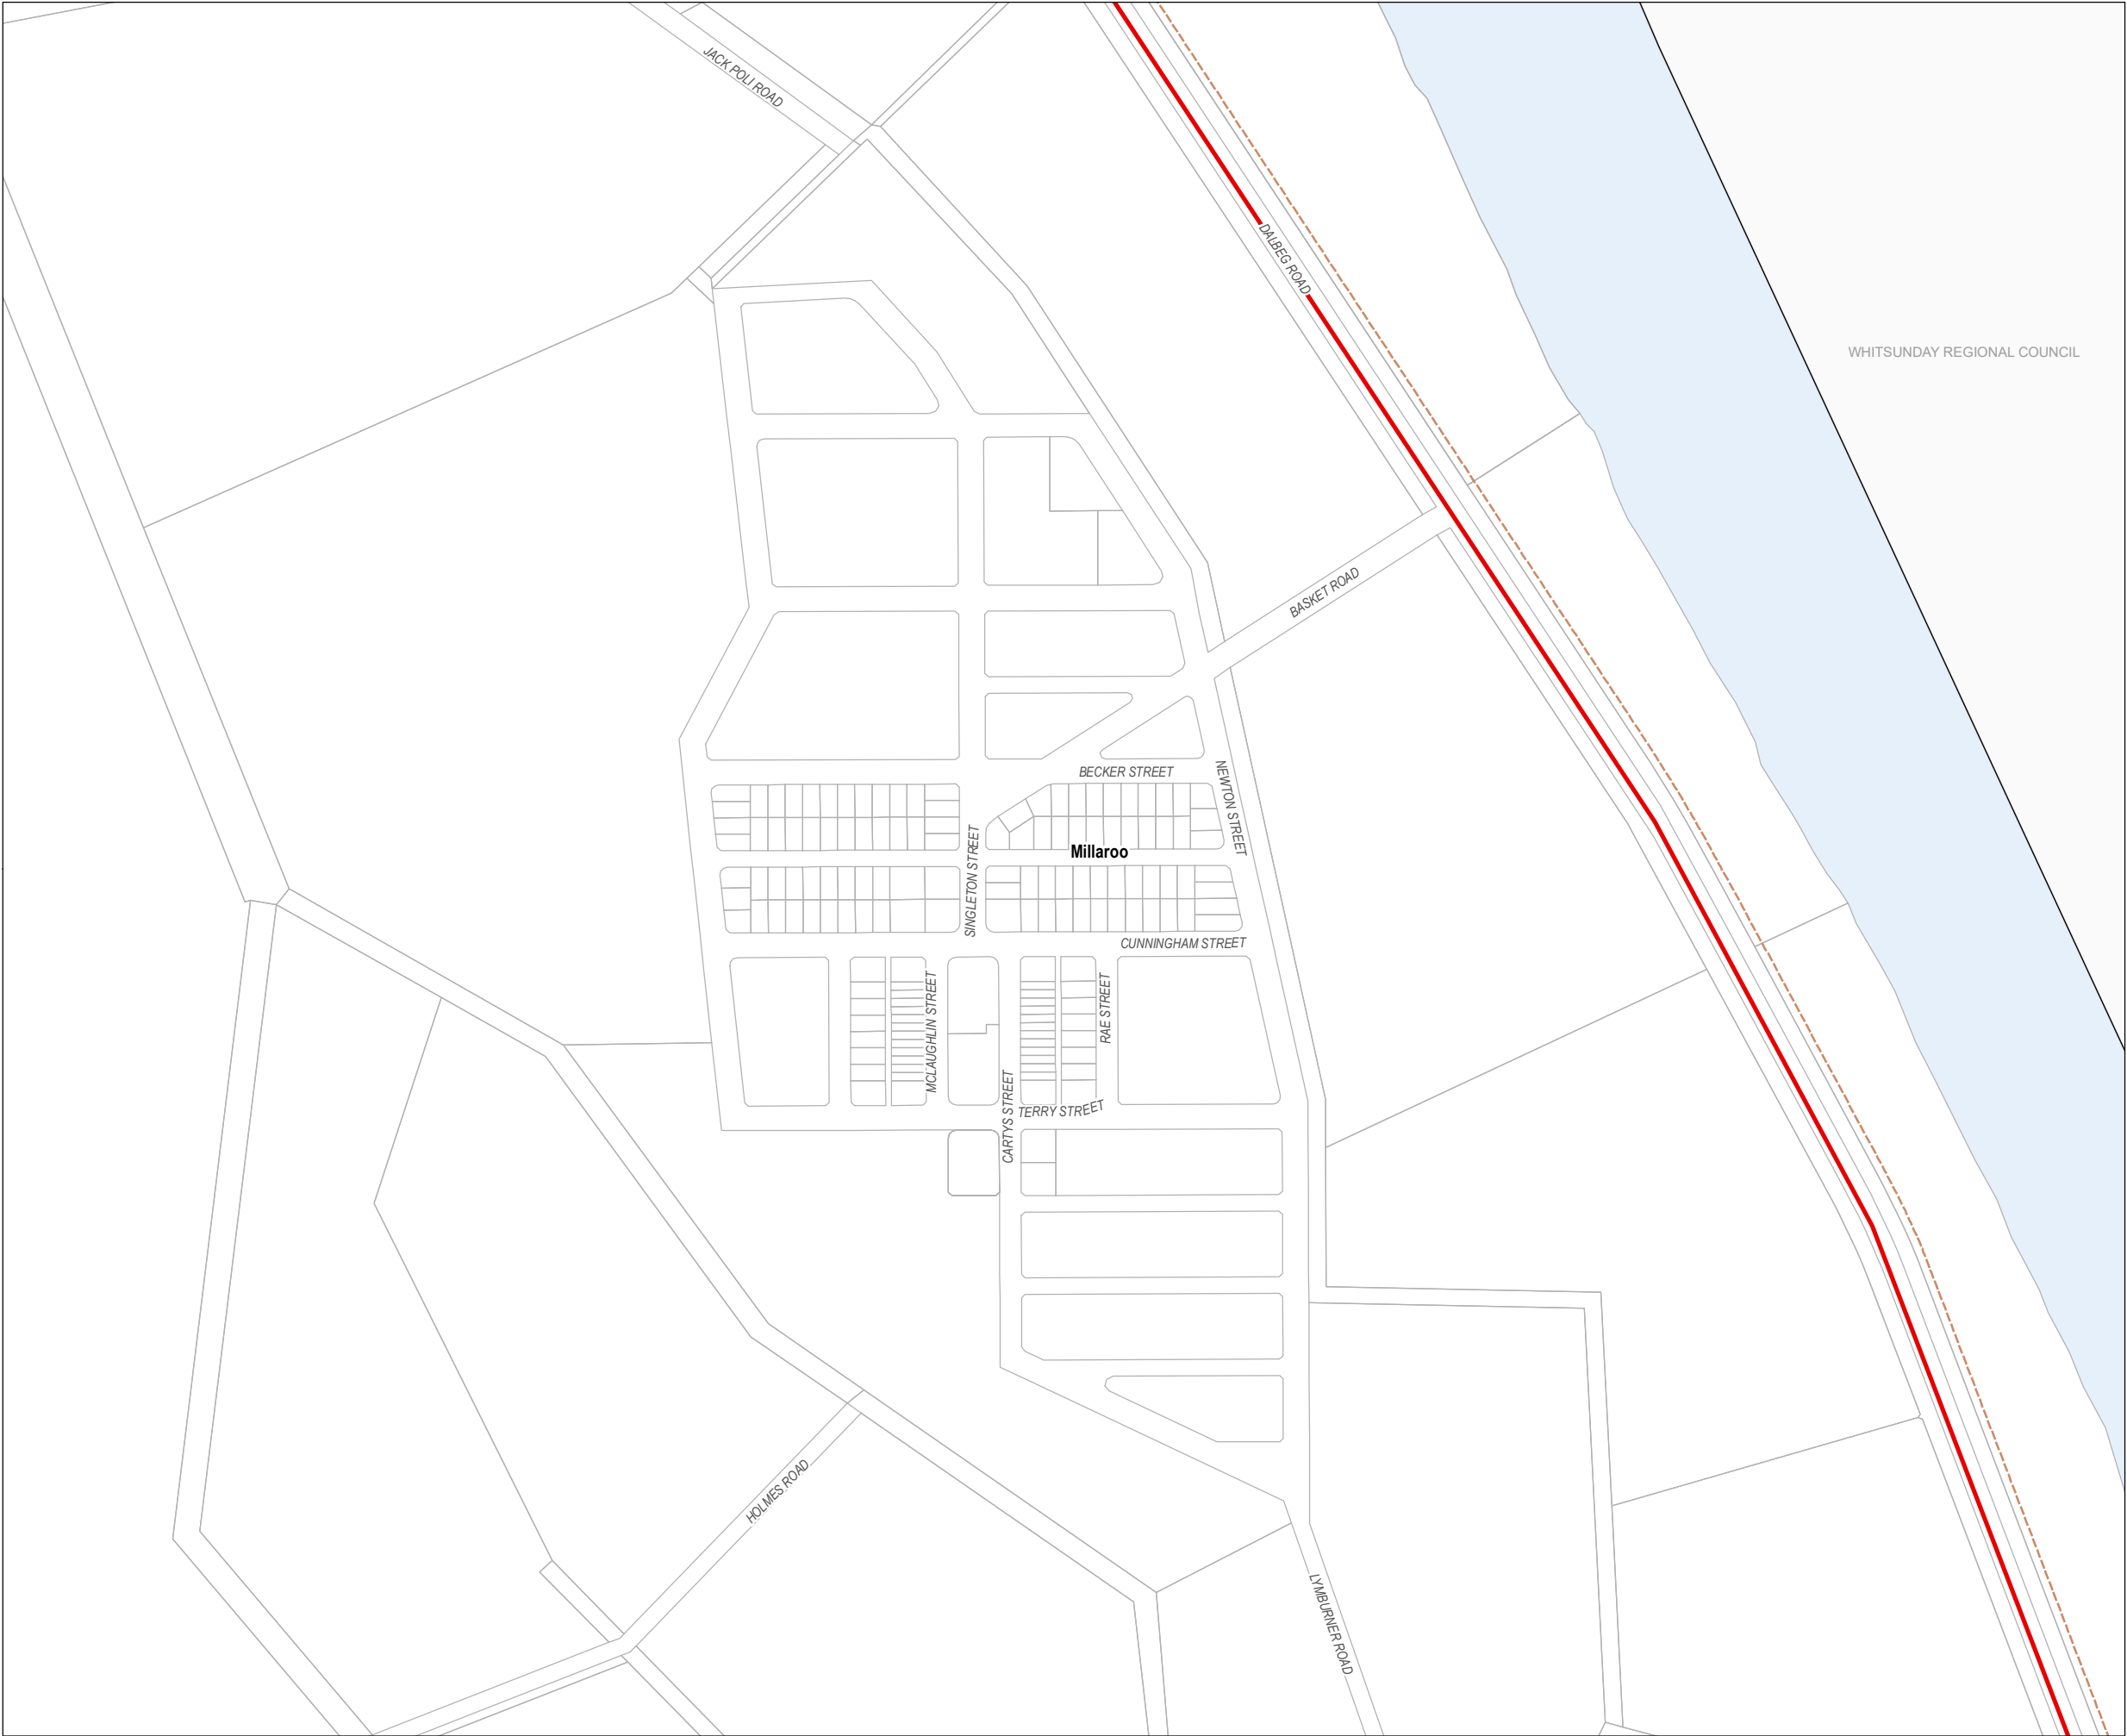 JACK POLI ROAD
DALBEG ROAD
WHITSUNDAY REGIONAL COUNCIL
BASKET ROAD
BECKER STREET
NEWTON STREET
SINGLETON STREET
Millaroo
CUNNINGHAM STREET
MCLAUGHLIN STREET
RAE STREET
CARTYS STREET
TERRY STREET
HOLMES ROAD
LYMBURNER ROAD